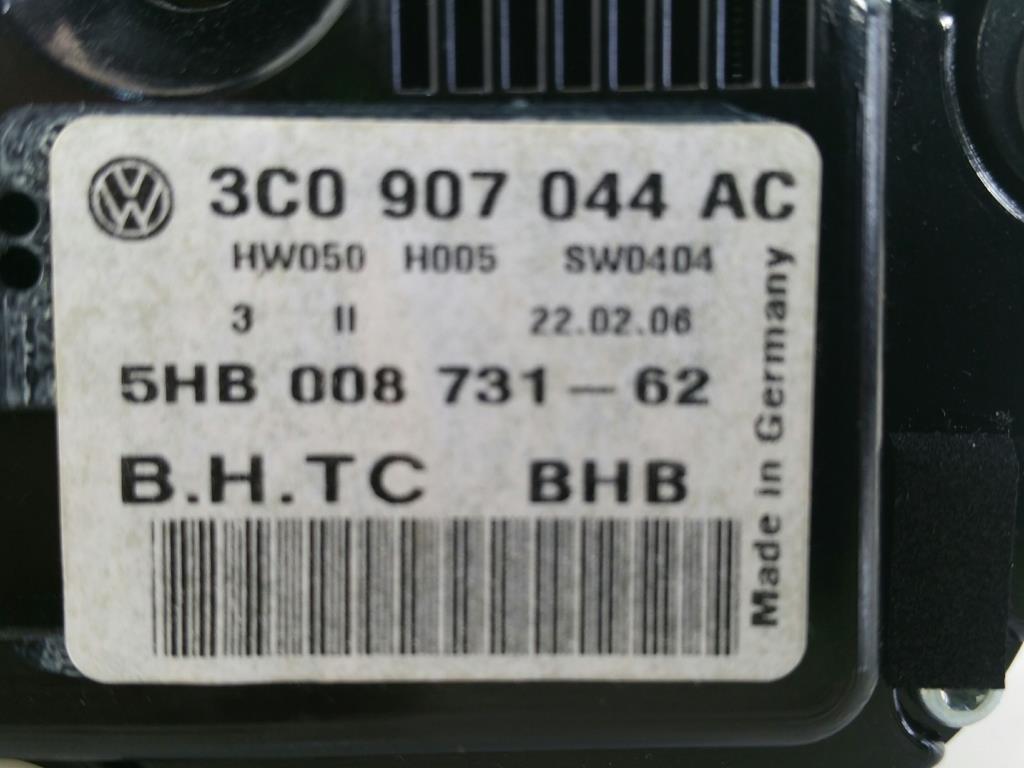 3C0 907 044 AC
HW050 H005 SW0404
3 II 22.02.06
5HB 008 731-62
B.H.TC BHB
Made in Germany